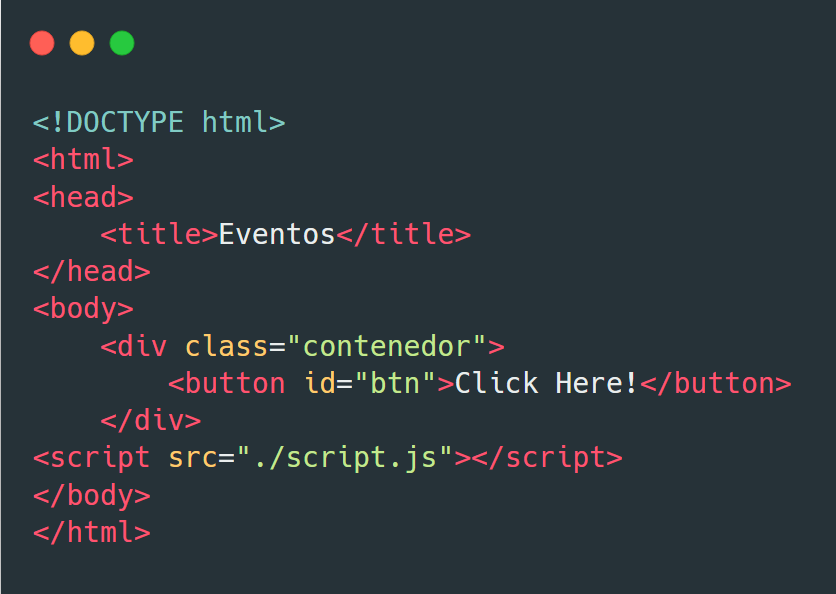 <!DOCTYPE html>
<html>
<head>
    <title>Eventos</title>
</head>
<body>
    <div class="contenedor">
        <button id="btn">Click Here!</button>
    </div>
<script src="./script.js"></script>
</body>
</html>